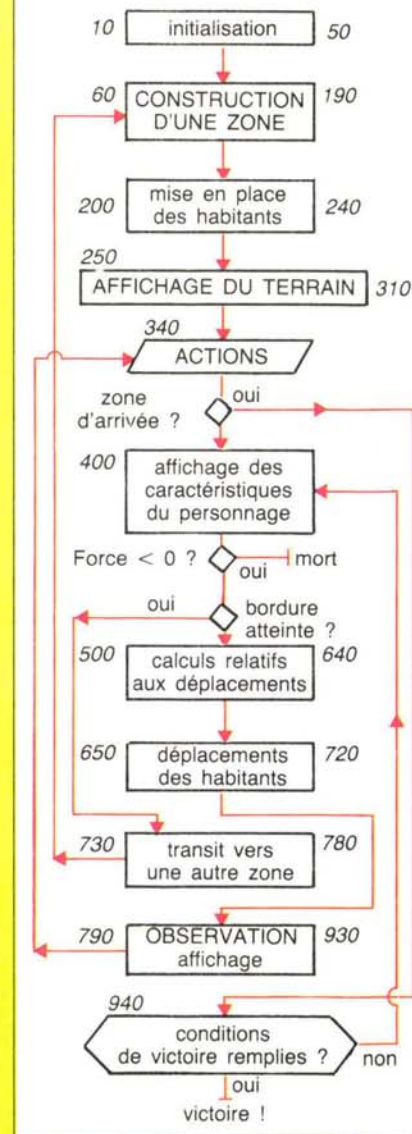 10 initialisation 50
60 CONSTRUCTION 190
D'UNE ZONE
200 mise en place 240
des habitants
250
AFFICHAGE DU TERRAIN 310
340
ACTIONS
zone oui
d'arrivée ?
400 affichage des
caractéristiques
du personnage
Force < 0 ? mort
oui
oui bordure
atteinte ?
500 calculs relatifs 640
aux déplacements
650 déplacements 720
des habitants
730 transit vers 780
une autre zone
790 OBSERVATION 930
affichage
940
conditions
de victoire remplies ? non
oui
victoire !